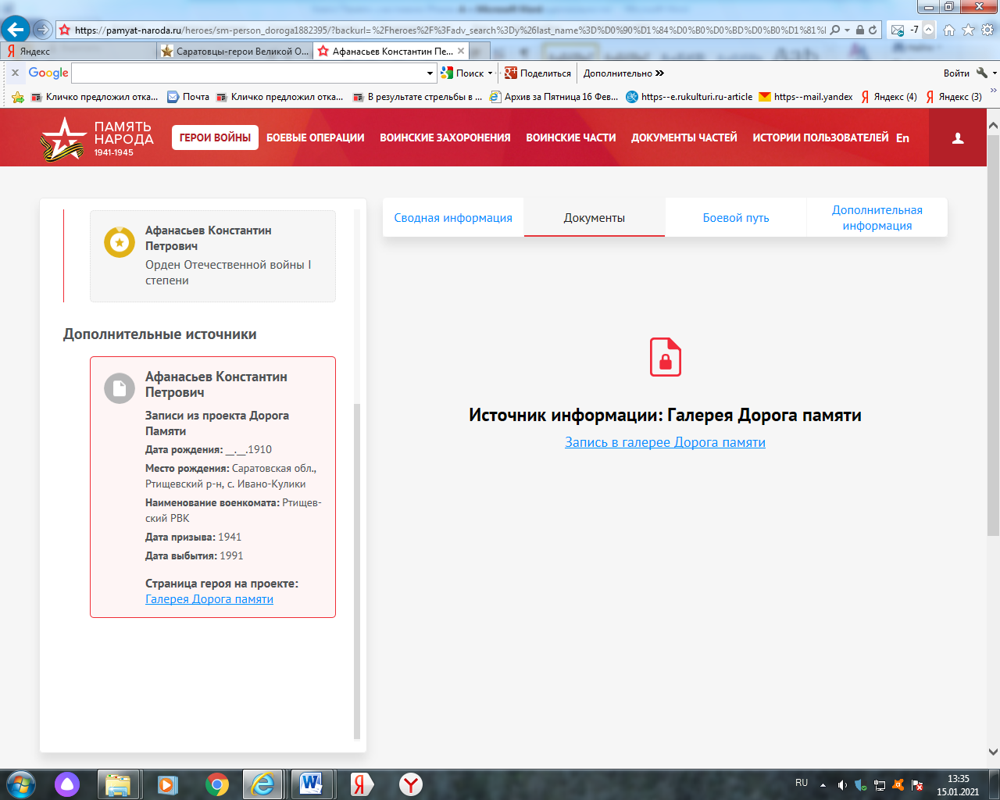 https://pamyat-naroda.ru/heroes/sm-person_doroga1882395/?backurl=%2Fheroes%2F%3Fadv_search%3Dy%26last_name%3D%D0%90%D1%84%D0%B0%D0%BD%D0%B0%D1%81%I
-7
Яндекс
Саратовцы-герои Великой О...
Афанасьев Константин Пе...
Google
Поиск
Поделиться
Дополнительно
Войти
Кличко предложил отка...
Почта
Кличко предложил отка...
В результате стрельбы в ...
Архив за Пятница 16 Фев...
https--e.rukulturi.ru-article
https--mail.yandex
Яндекс (4)
Яндекс (3)
ПАМЯТЬ
НАРОДА
1941-1945
ГЕРОИ ВОЙНЫ
БОЕВЫЕ ОПЕРАЦИИ
ВОИНСКИЕ ЗАХОРОНЕНИЯ
ВОИНСКИЕ ЧАСТИ
ДОКУМЕНТЫ ЧАСТЕЙ
ИСТОРИИ ПОЛЬЗОВАТЕЛЕЙ
En
Афанасьев Константин
Петрович
Орден Отечественной войны I
степени
Дополнительные источники
Афанасьев Константин
Петрович
Записи из проекта Дорога
Памяти
Дата рождения: __.__.1910
Место рождения: Саратовская обл.,
Ртищевский р-н, с. Ивано-Кулики
Наименование военкомата: Ртищев-
ский РВК
Дата призыва: 1941
Дата выбытия: 1991
Страница героя на проекте:
Галерея Дорога памяти
Сводная информация
Документы
Боевой путь
Дополнительная
информация
Источник информации: Галерея Дорога памяти
Запись в галерее Дорога памяти
RU
13:35
15.01.2021